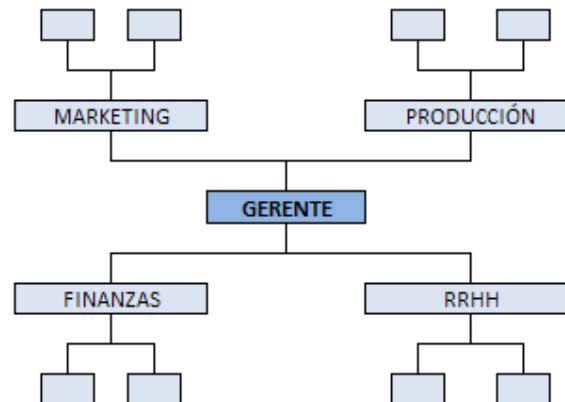 MARKETING
PRODUCCIÓN
GERENTE
FINANZAS
RRHH